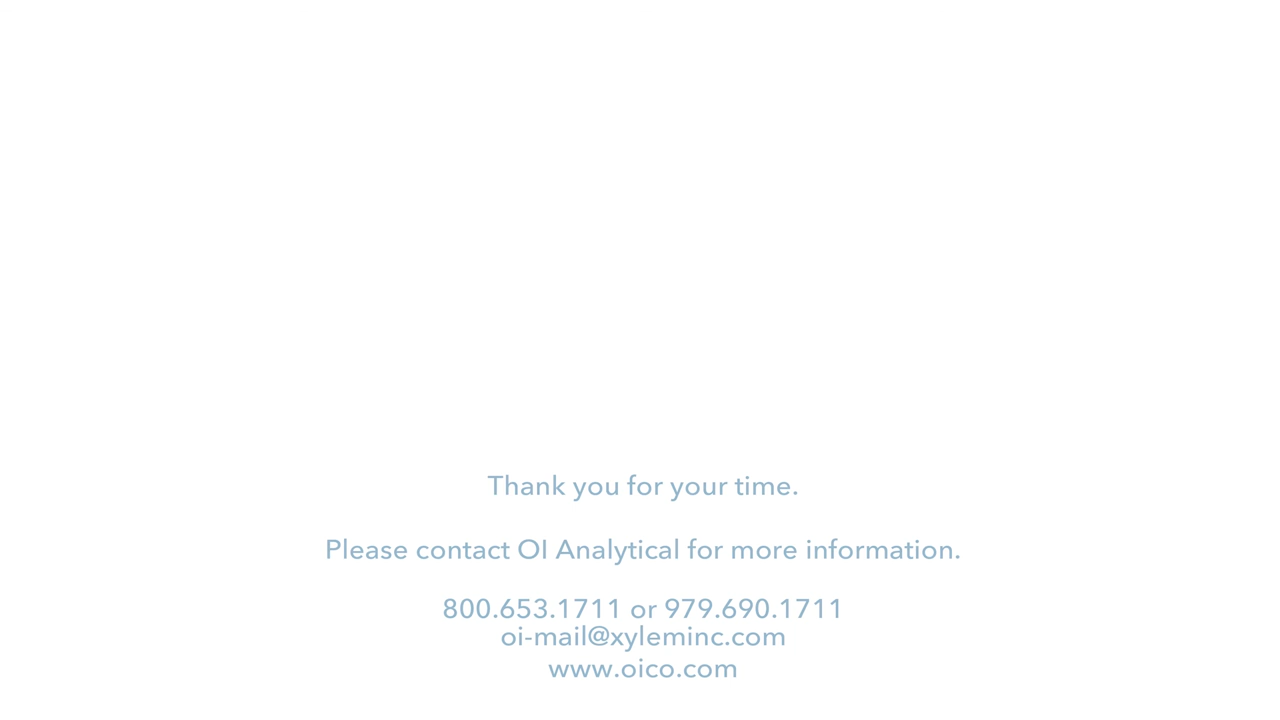 Thank you for your time.
Please contact OI Analytical for more information.
800.653.1711 or 979.690.1711
oi-mail@xyleminc.com
www.oico.com